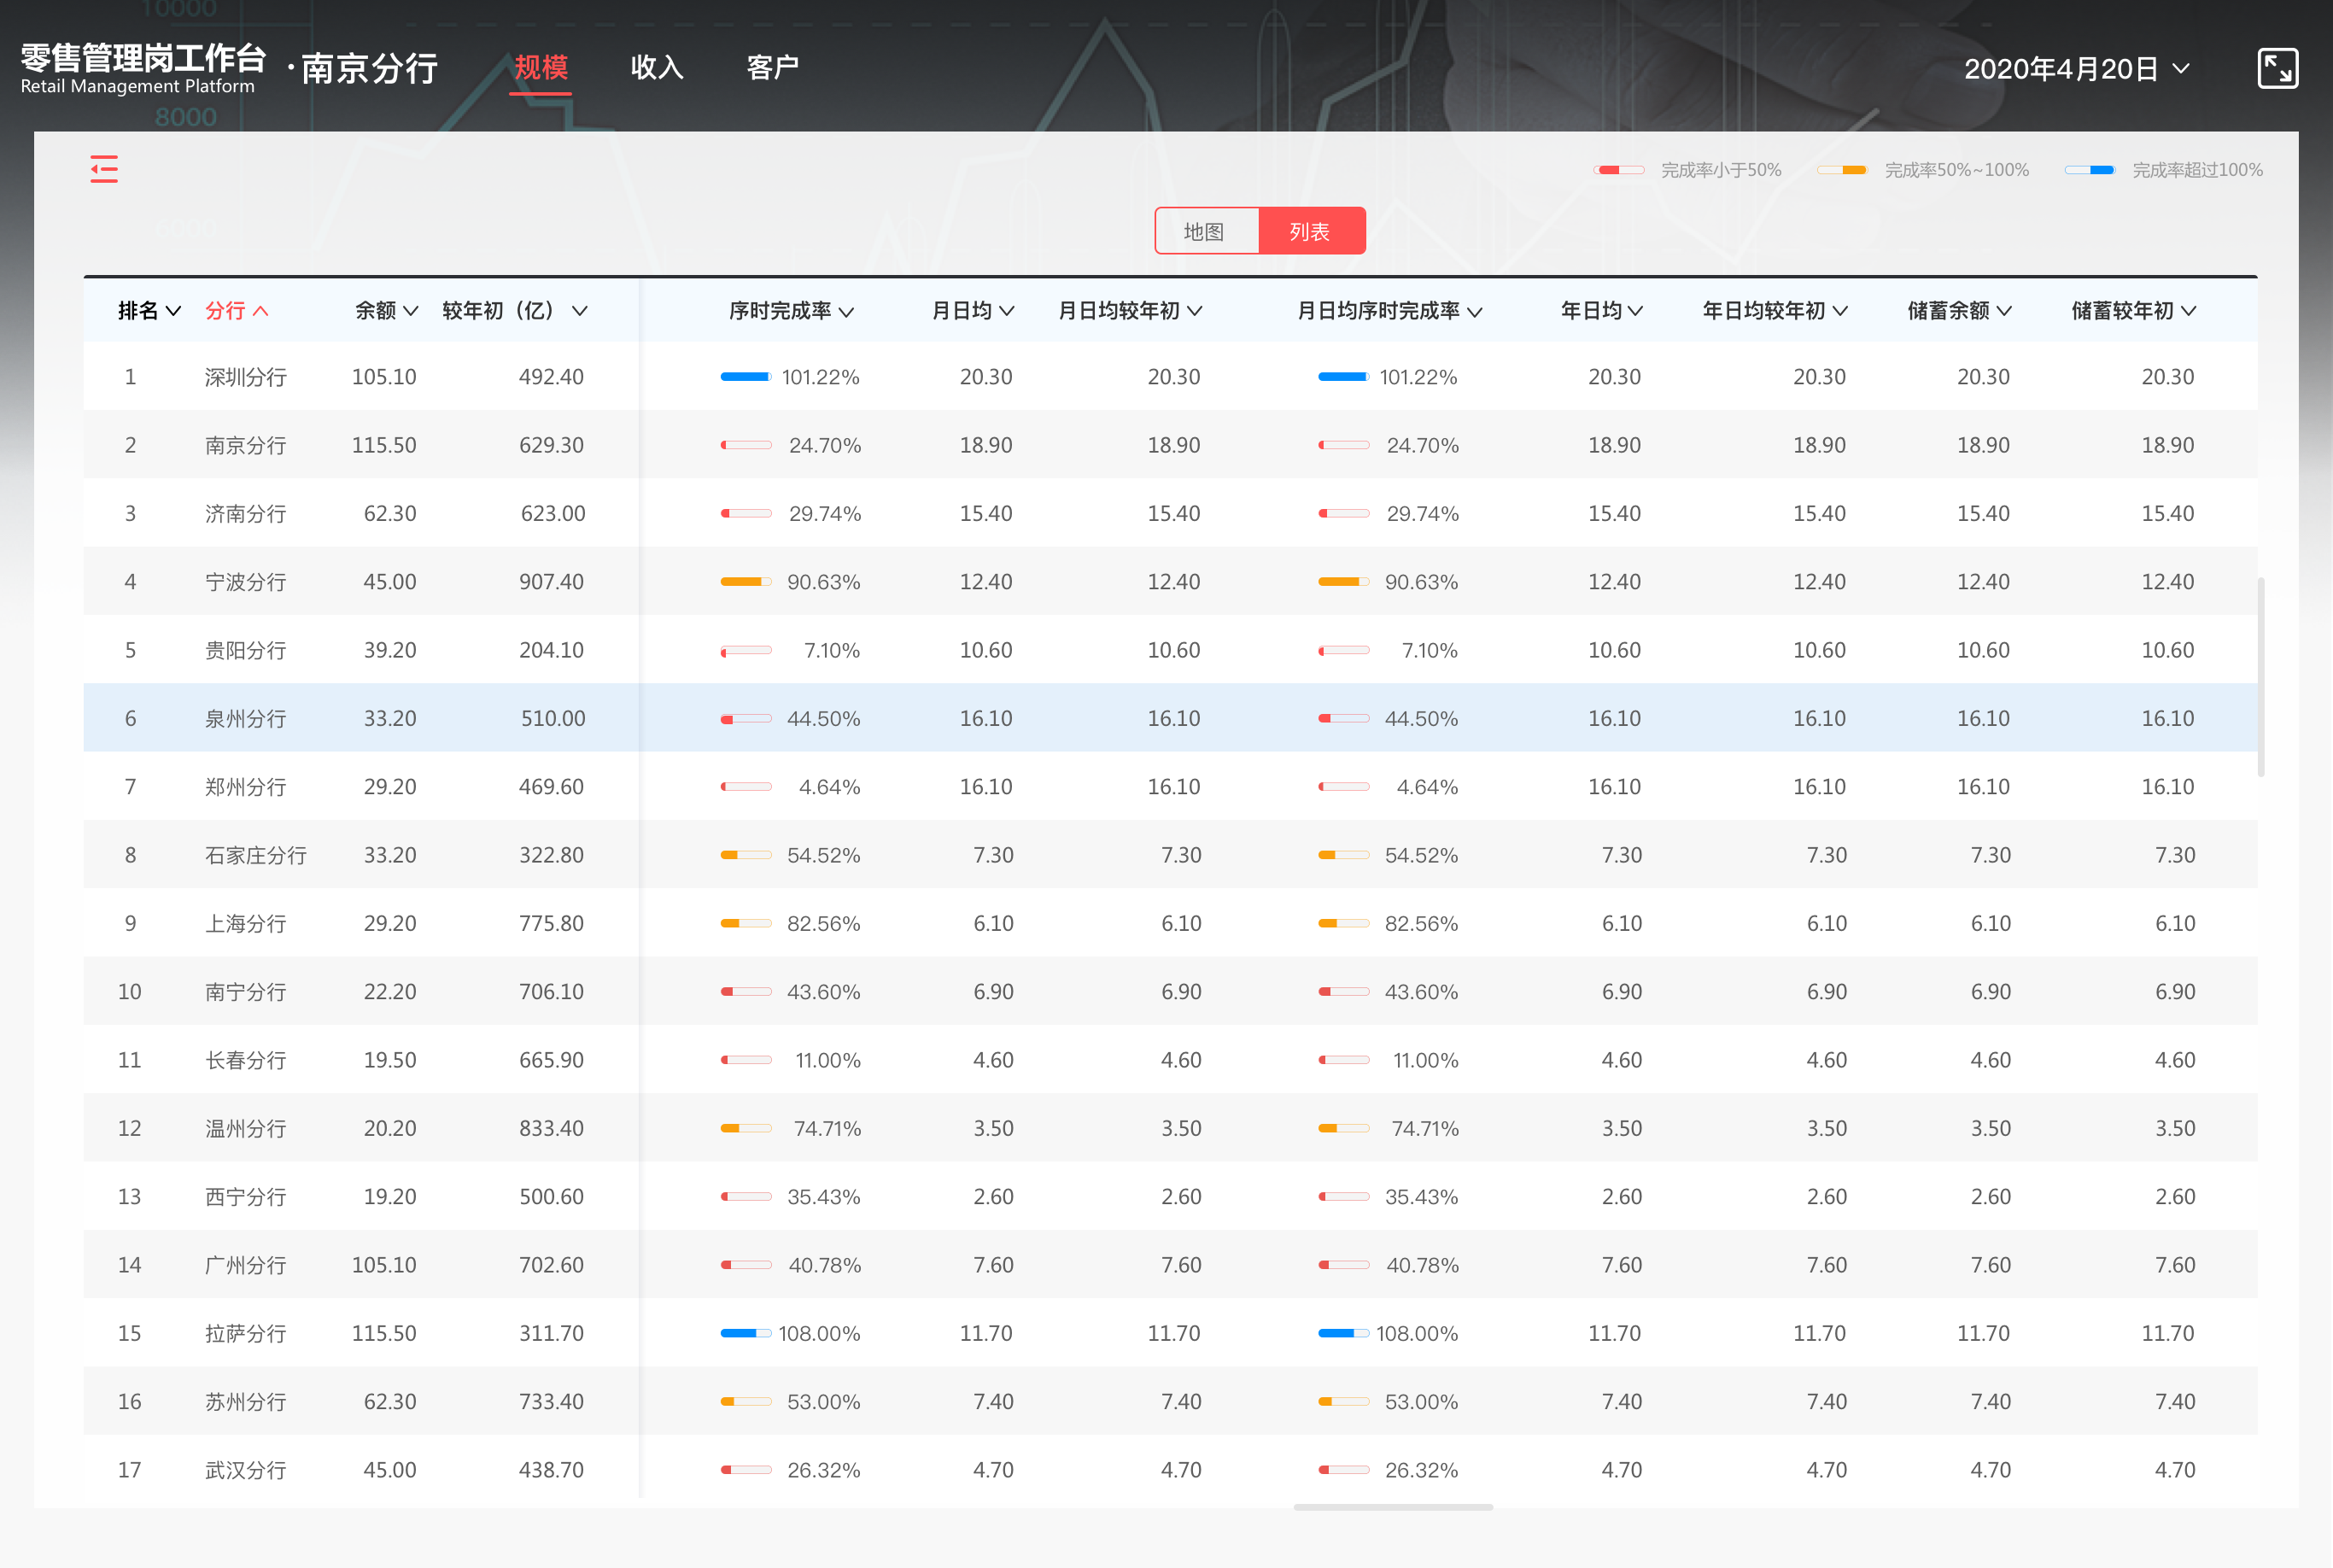 10000
零售管理岗工作台 ·南京分行 规模 收入 客户 2020年4月20日
Retail Management Platform
8000
完成率小于50% 完成率50%~100% 完成率超过100%
地图 列表
排名 分行 余额 较年初（亿） 序时完成率 月日均 月日均较年初 月日均序时完成率 年日均 年日均较年初 储蓄余额 储蓄较年初
1 深圳分行 105.10 492.40 101.22% 20.30 20.30 101.22% 20.30 20.30 20.30 20.30
2 南京分行 115.50 629.30 24.70% 18.90 18.90 24.70% 18.90 18.90 18.90 18.90
3 济南分行 62.30 623.00 29.74% 15.40 15.40 29.74% 15.40 15.40 15.40 15.40
4 宁波分行 45.00 907.40 90.63% 12.40 12.40 90.63% 12.40 12.40 12.40 12.40
5 贵阳分行 39.20 204.10 7.10% 10.60 10.60 7.10% 10.60 10.60 10.60 10.60
6 泉州分行 33.20 510.00 44.50% 16.10 16.10 44.50% 16.10 16.10 16.10 16.10
7 郑州分行 29.20 469.60 4.64% 16.10 16.10 4.64% 16.10 16.10 16.10 16.10
8 石家庄分行 33.20 322.80 54.52% 7.30 7.30 54.52% 7.30 7.30 7.30 7.30
9 上海分行 29.20 775.80 82.56% 6.10 6.10 82.56% 6.10 6.10 6.10 6.10
10 南宁分行 22.20 706.10 43.60% 6.90 6.90 43.60% 6.90 6.90 6.90 6.90
11 长春分行 19.50 665.90 11.00% 4.60 4.60 11.00% 4.60 4.60 4.60 4.60
12 温州分行 20.20 833.40 74.71% 3.50 3.50 74.71% 3.50 3.50 3.50 3.50
13 西宁分行 19.20 500.60 35.43% 2.60 2.60 35.43% 2.60 2.60 2.60 2.60
14 广州分行 105.10 702.60 40.78% 7.60 7.60 40.78% 7.60 7.60 7.60 7.60
15 拉萨分行 115.50 311.70 108.00% 11.70 11.70 108.00% 11.70 11.70 11.70 11.70
16 苏州分行 62.30 733.40 53.00% 7.40 7.40 53.00% 7.40 7.40 7.40 7.40
17 武汉分行 45.00 438.70 26.32% 4.70 4.70 26.32% 4.70 4.70 4.70 4.70